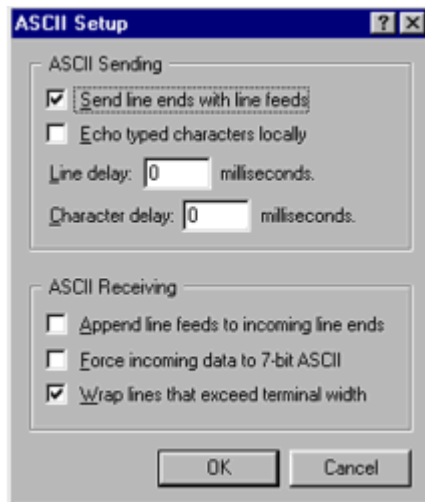 ASCII Setup
ASCII Sending
Send line ends with line feeds
Echo typed characters locally
Line delay: 0 milliseconds.
Character delay: 0 milliseconds.
ASCII Receiving
Append line feeds to incoming line ends
Force incoming data to 7-bit ASCII
Wrap lines that exceed terminal width
OK Cancel